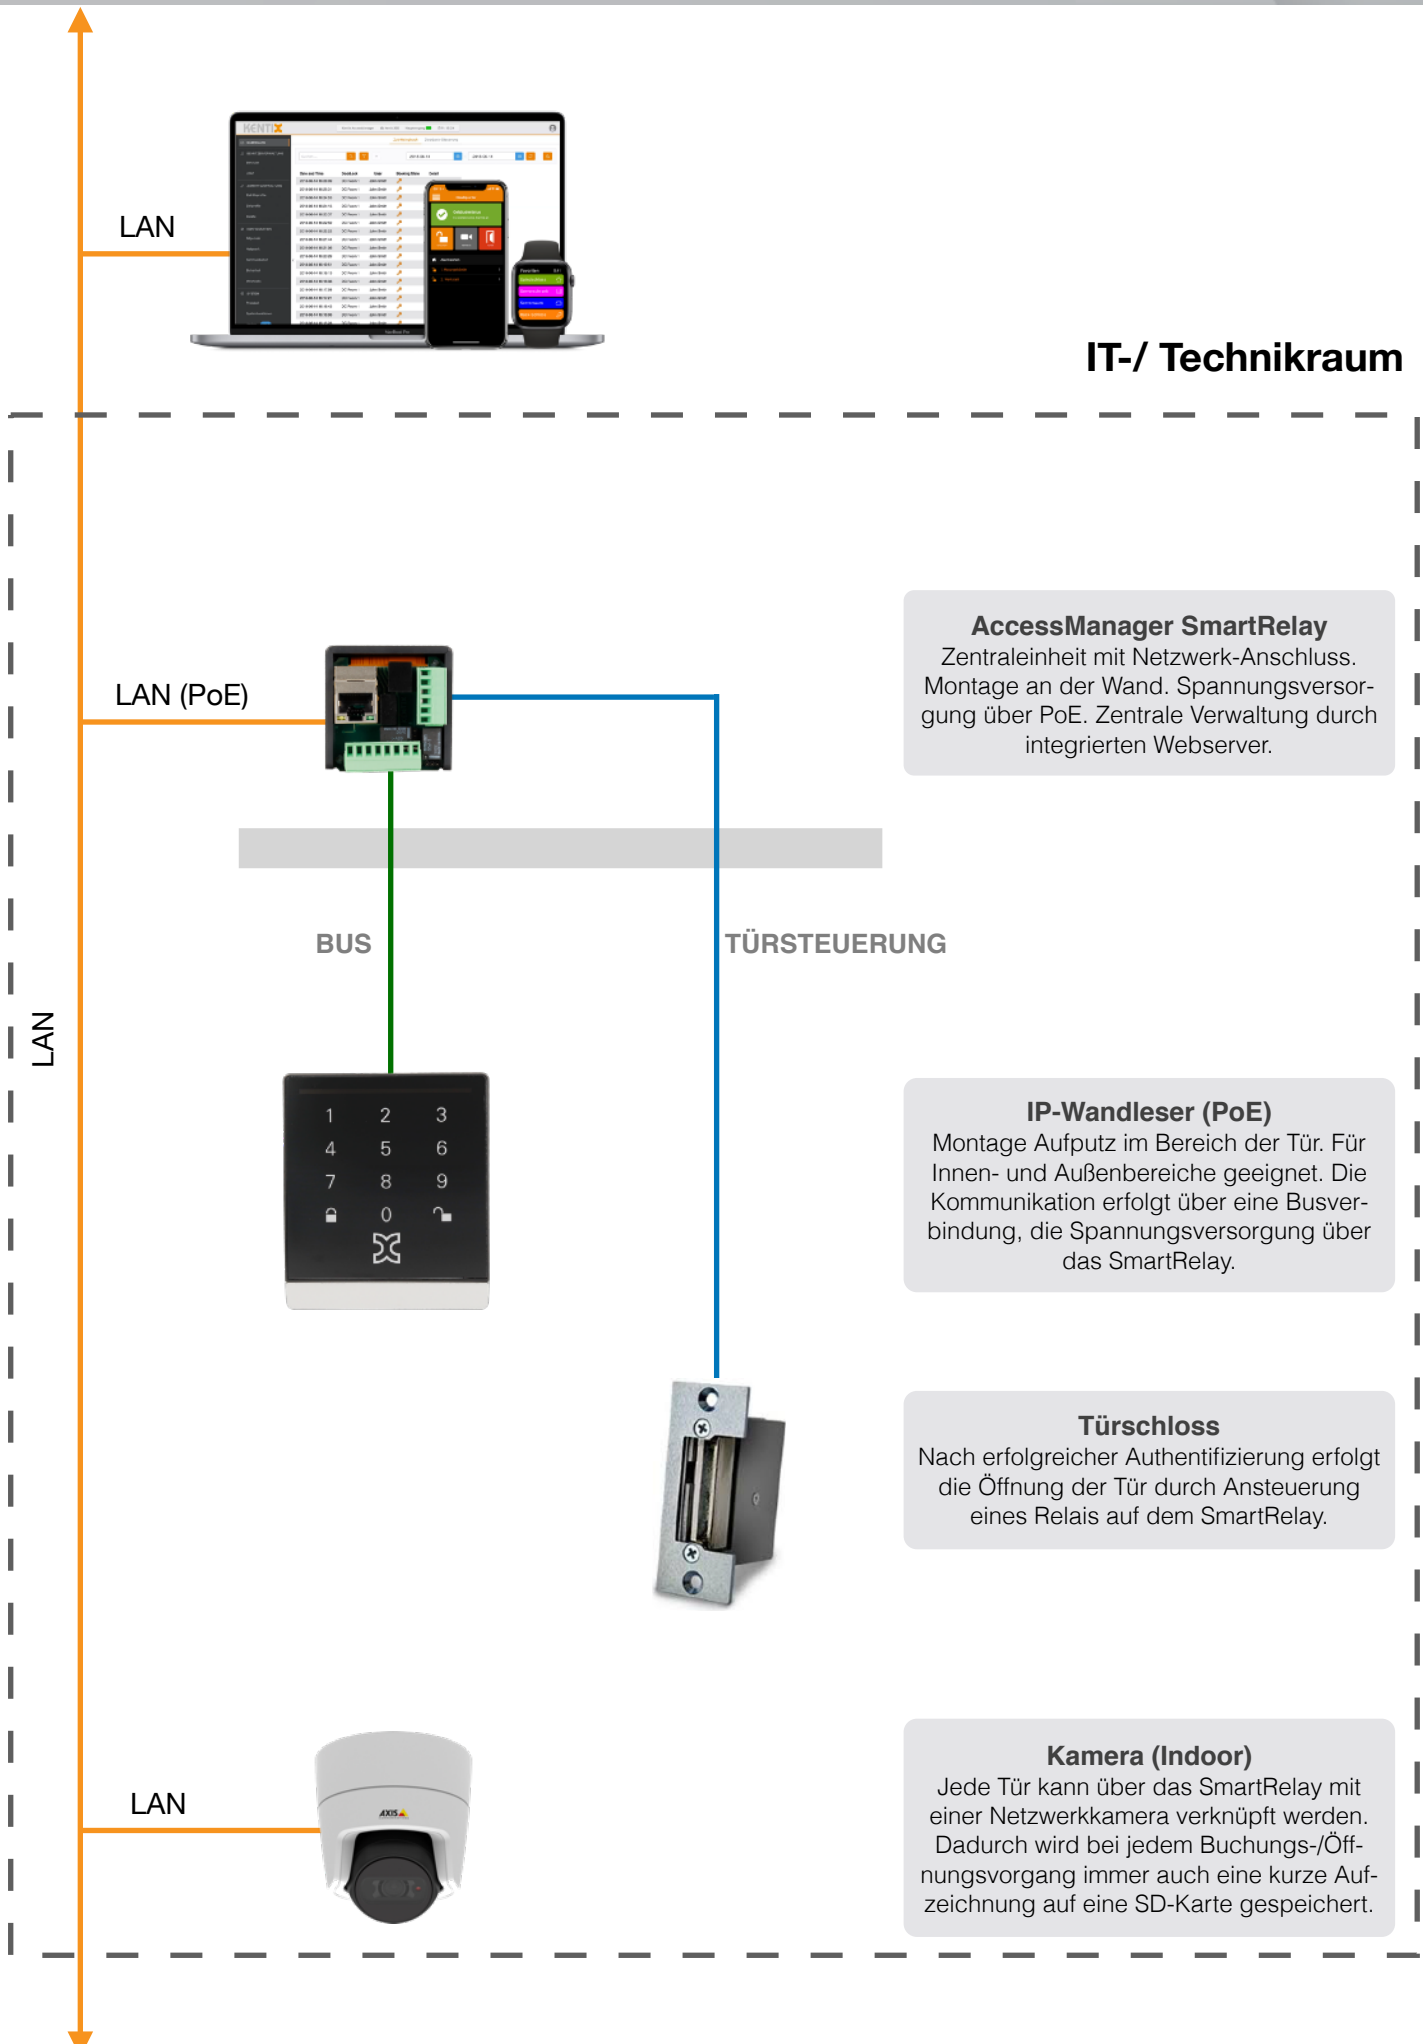 KENTIX
LAN
IT-/ Technikraum
AccessManager SmartRelay
Zentraleinheit mit Netzwerk-Anschluss.
Montage an der Wand. Spannungsversor-
gung über PoE. Zentrale Verwaltung durch
integrierten Webserver.
LAN (PoE)
BUS
TÜRSTEUERUNG
LAN
1 2 3
4 5 6
7 8 9
0
IP-Wandleser (PoE)
Montage Aufputz im Bereich der Tür. Für
Innen- und Außenbereiche geeignet. Die
Kommunikation erfolgt über eine Busver-
bindung, die Spannungsversorgung über
das SmartRelay.
Türschloss
Nach erfolgreicher Authentifizierung erfolgt
die Öffnung der Tür durch Ansteuerung
eines Relais auf dem SmartRelay.
LAN
AXIS
Kamera (Indoor)
Jede Tür kann über das SmartRelay mit
einer Netzwerkkamera verknüpft werden.
Dadurch wird bei jedem Buchungs-/Öff-
nungsvorgang immer auch eine kurze Auf-
zeichnung auf eine SD-Karte gespeichert.